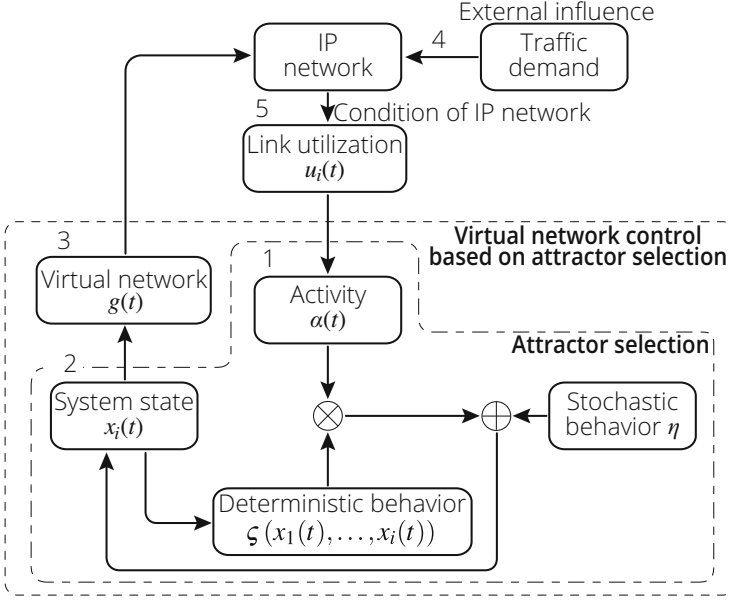 External influence
IP
network
4
Traffic
demand
5
Condition of IP network
Link utilization
u_i(t)
3
Virtual network control
based on attractor selection
1
Virtual network
g(t)
Activity
α(t)
Attractor selection
2
System state
x_i(t)
⊗
⊕
Stochastic
behavior η
Deterministic behavior
ς (x_1(t),...,x_i(t))